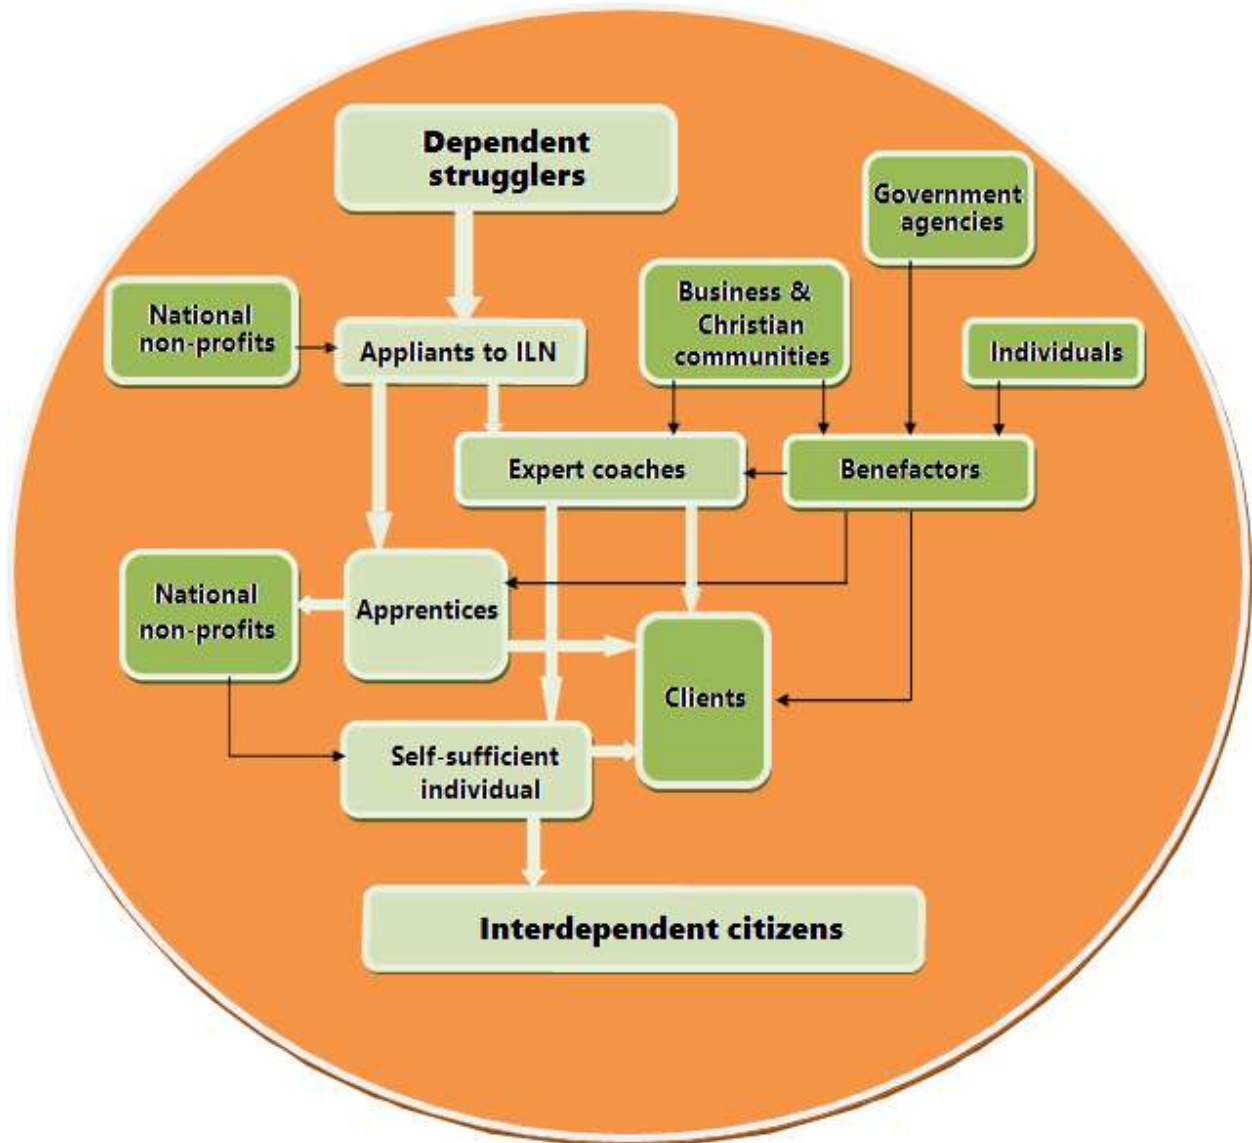 Dependent
strugglers
Government
agencies
Business &
Christian
communities
National
non-profits
Appliants to ILN
Individuals
Expert coaches
Benefactors
National
non-profits
Apprentices
Clients
Self-sufficient
individual
Interdependent citizens